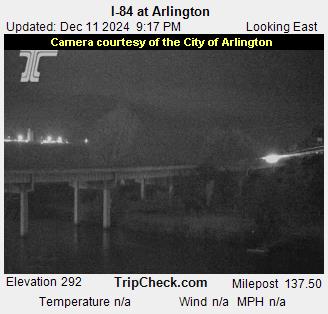 I-84 at Arlington
Updated: Dec 11 2024 9:17 PM Looking East
Camera courtesy of the City of Arlington
Elevation 292 TripCheck.com Milepost 137.50
Temperature n/a Wind n/a MPH n/a